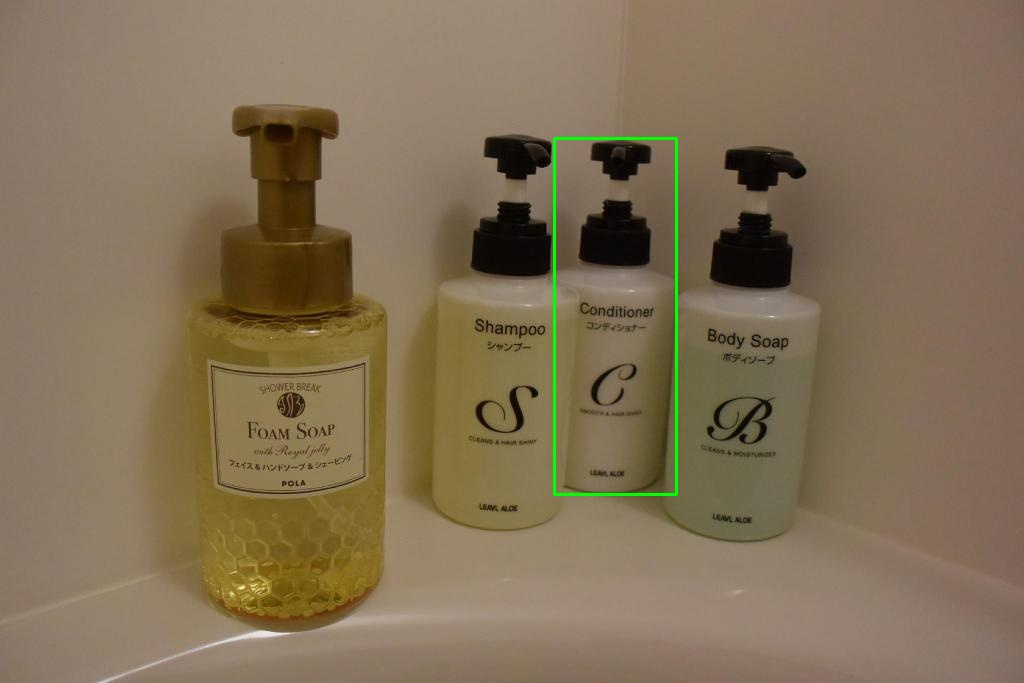 SHOWER BREAK
FOAM SOAP
with Royal jelly
フェイス & ハンドソープ & シェービング
POLA
Shampoo
シャンプー
S
CLEANS & HAIR SHINY
LEAVL ALOE
Conditioner
コンディショナー
C
SMOOTH & HAIR SHINY
LEAVL ALOE
Body Soap
ボディソープ
B
CLEANS & MOISTURIZES
LEAVL ALOE